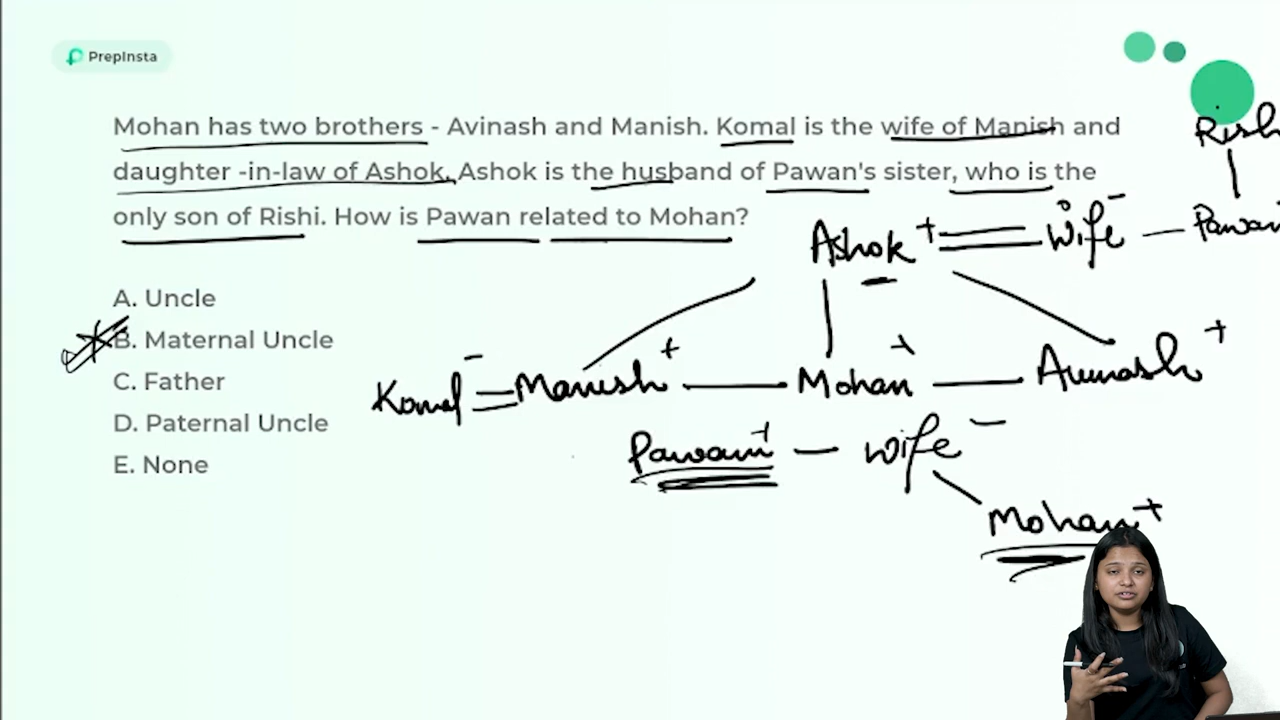 PrepInsta
Mohan has two brothers - Avinash and Manish. Komal is the wife of Manish and
daughter -in-law of Ashok. Ashok is the husband of Pawan's sister, who is the
only son of Rishi. How is Pawan related to Mohan?
A. Uncle
B. Maternal Uncle
C. Father
D. Paternal Uncle
E. None
Rish
Ashok + Wife - Pawan
Komal - Manish + Mohan + Avinash +
Pawan + wife -
Mohan +